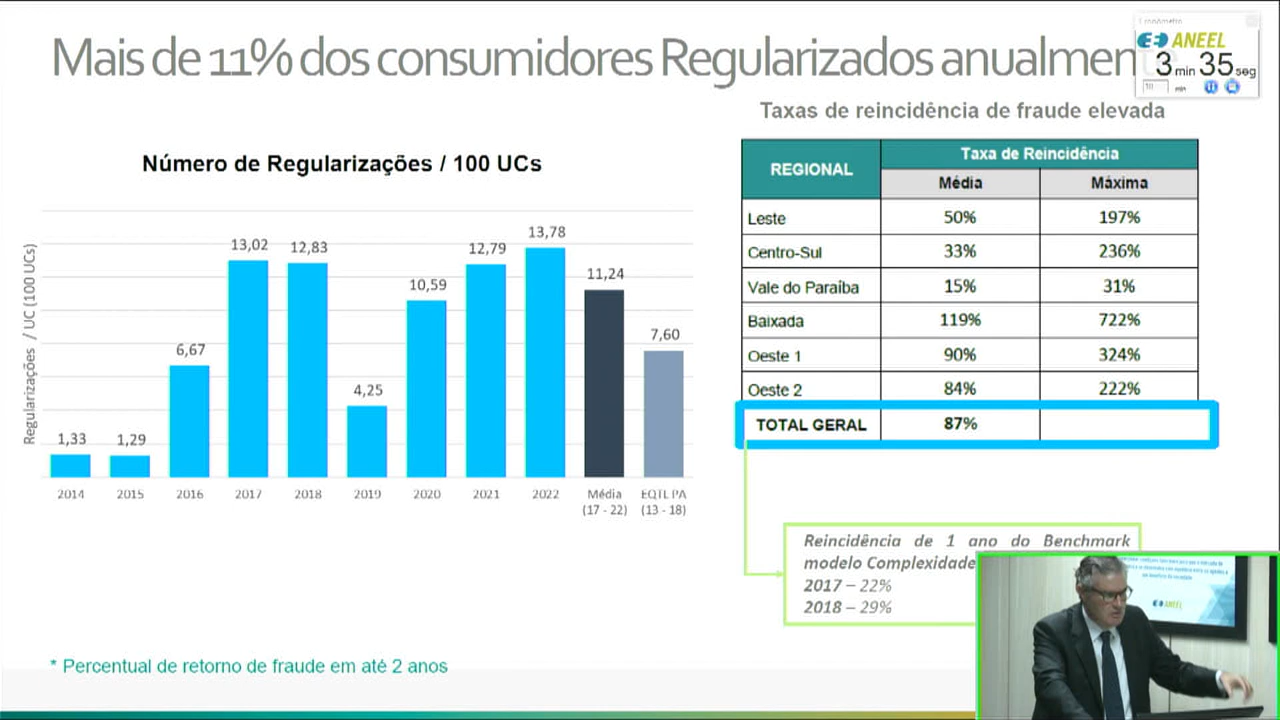 Mais de 11% dos consumidores Regularizados anualmen
ANEEL
3 min 35 seg
10 min
Taxas de reincidência de fraude elevada
Número de Regularizações / 100 UCs
Regularizações / UC (100 UCs)
1,33
1,29
6,67
13,02
12,83
4,25
10,59
12,79
13,78
11,24
7,60
2014 2015 2016 2017 2018 2019 2020 2021 2022 Média EQTL PA
(17 - 22) (13 - 18)
REGIONAL Taxa de Reincidência
Média Máxima
Leste 50% 197%
Centro-Sul 33% 236%
Vale do Paraíba 15% 31%
Baixada 119% 722%
Oeste 1 90% 324%
Oeste 2 84% 222%
TOTAL GERAL 87%
Reincidência de 1 ano do Benchmark
modelo Complexidade
2017 – 22%
2018 – 29%
ANEEL
* Percentual de retorno de fraude em até 2 anos